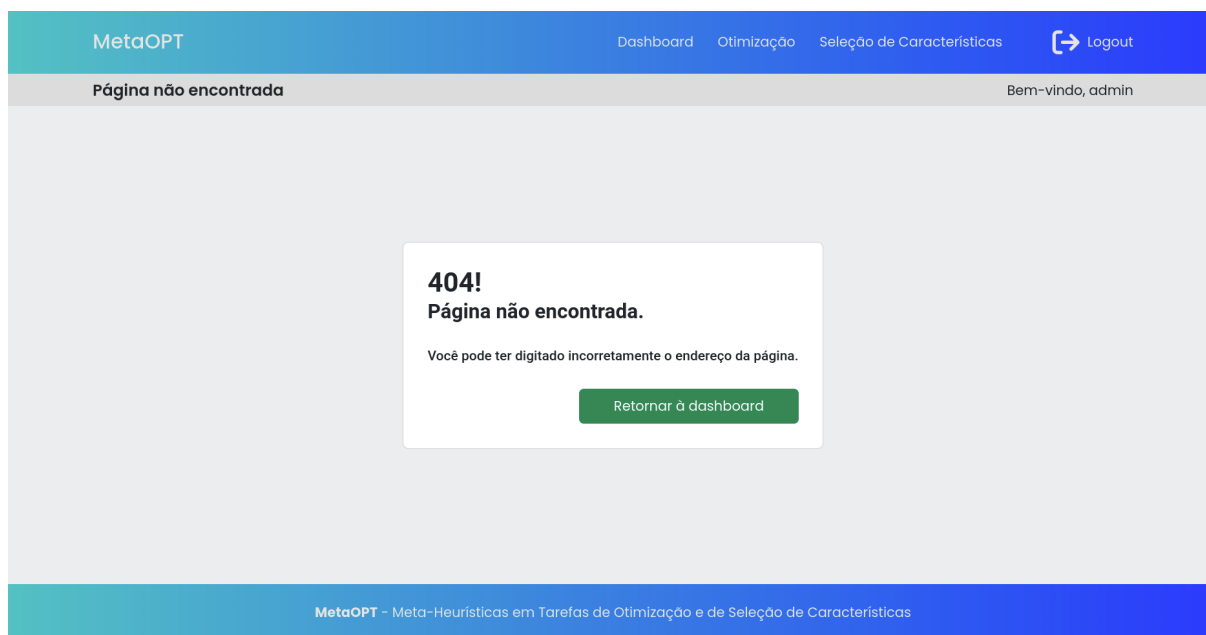 MetaOPT
Dashboard Otimização Seleção de Características Logout
Página não encontrada
Bem-vindo, admin
404!
Página não encontrada.
Você pode ter digitado incorretamente o endereço da página.
Retornar à dashboard
MetaOPT - Meta-Heurísticas em Tarefas de Otimização e de Seleção de Características